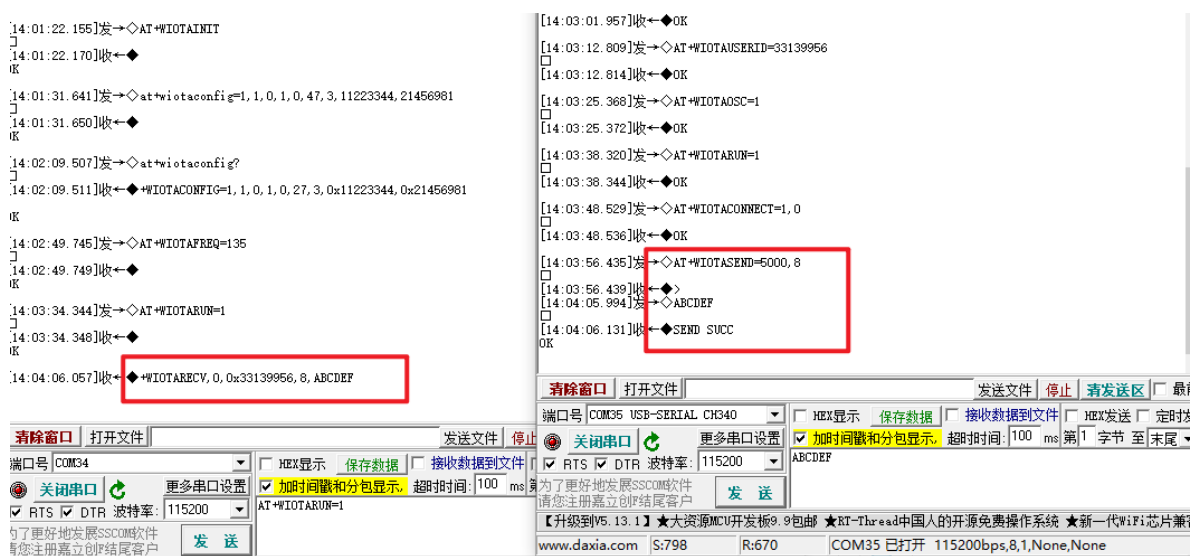 [14:01:22.155]发→◇AT+WIOTAINIT
□
[14:01:22.170]收←◆
OK
[14:01:31.641]发→◇at+wiotaconfig=1,1,0,1,0,47,3,11223344,21456981
□
[14:01:31.650]收←◆
OK
[14:02:09.507]发→◇at+wiotaconfig?
□
[14:02:09.511]收←◆+WIOTACONFIG=1,1,0,1,0,27,3,0x11223344,0x21456981
OK
[14:02:49.745]发→◇AT+WIOTAFREQ=135
□
[14:02:49.749]收←◆
OK
[14:03:34.344]发→◇AT+WIOTARUN=1
□
[14:03:34.348]收←◆
OK
[14:04:06.057]收←◆+WIOTARECV,0,0x33139956,8,ABCDEF
清除窗口 打开文件 发送文件 停止
端口号 COM34 HEX显示 保存数据 接收数据到文件
关闭串口 更多串口设置 加时间戳和分包显示, 超时时间: 100 ms
RTS DTR 波特率: 115200 AT+WIOTARUN=1
为了更好地发展SSCOM软件
请您注册嘉立创F结尾客户 发 送
[14:03:01.957]收←◆OK
[14:03:12.809]发→◇AT+WIOTAUSERID=33139956
□
[14:03:12.814]收←◆OK
[14:03:25.368]发→◇AT+WIOTAOSC=1
□
[14:03:25.372]收←◆OK
[14:03:38.320]发→◇AT+WIOTARUN=1
□
[14:03:38.344]收←◆OK
[14:03:48.529]发→◇AT+WIOTACONNECT=1,0
□
[14:03:48.536]收←◆OK
[14:03:56.435]发→◇AT+WIOTASEND=5000,8
□
[14:03:56.439]收←◆>
[14:04:05.994]发→◇ABCDEF
□
[14:04:06.131]收←◆SEND SUCC
OK
清除窗口 打开文件 发送文件 停止 清发送区 最前
端口号 COM35 USB-SERIAL CH340 HEX显示 保存数据 接收数据到文件 HEX发送 定时发
关闭串口 更多串口设置 加时间戳和分包显示, 超时时间: 100 ms 第1 字节 至 末尾
RTS DTR 波特率: 115200 ABCDEF
为了更好地发展SSCOM软件
请您注册嘉立创F结尾客户 发 送
【升级到V5.13.1】★大资源MCU开发板9.9包邮 ★RT-Thread中国人的开源免费操作系统 ★新一代WiFi芯片兼容
www.daxia.com S:798 R:670 COM35 已打开 115200bps,8,1,None,None